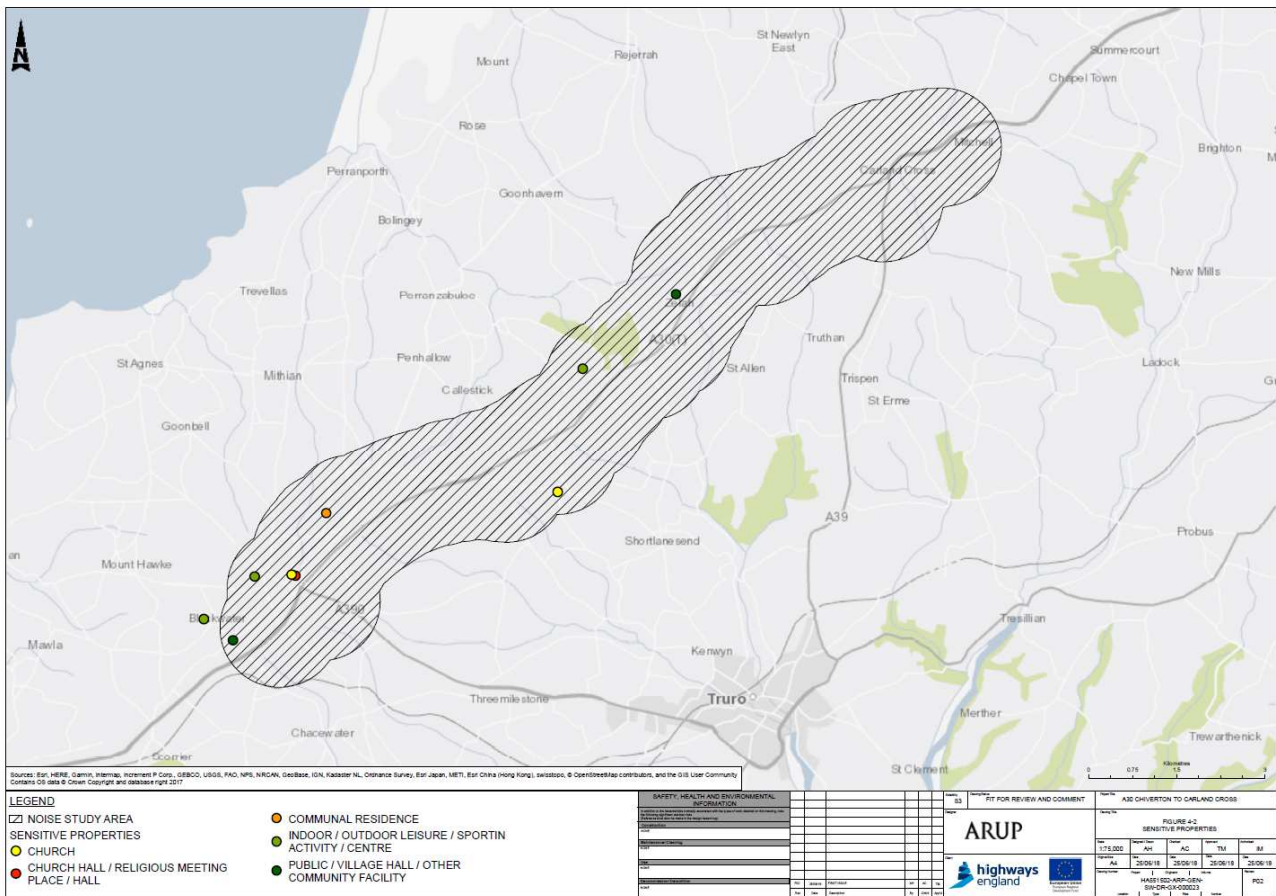 N
St Newlyn
East
Summercourt
Rejerrah
Mount
Chapel Town
Rose
Mitchell
Brighton
Carland Cross
Perranporth
Goonhavern
Bolingey
New Mills
Trevellas
Perranzabuloe
Zelah
A30(T)
Truthan
St Agnes
Penhallow
St Allen
Ladock
Mithian
Callestick
Trispen
St Erme
Goonbell
A39
Probus
Shortlanesend
Mount Hawke
A390
Blackwater
Tresillian
Mawla
Kenwyn
Threemilestone
Truro
Merther
Chacewater
Trewarthenick
Scorrier
St Clement
Kilometres
0 0.75 1.5 3
Sources: Esri, HERE, Garmin, Intermap, increment P Corp., GEBCO, USGS, FAO, NPS, NRCAN, GeoBase, IGN, Kadaster NL, Ordnance Survey, Esri Japan, METI, Esri China (Hong Kong), swisstopo, © OpenStreetMap contributors, and the GIS User Community
Contains OS data © Crown Copyright and database right 2017
LEGEND
NOISE STUDY AREA
SENSITIVE PROPERTIES
CHURCH
CHURCH HALL / RELIGIOUS MEETING
PLACE / HALL
COMMUNAL RESIDENCE
INDOOR / OUTDOOR LEISURE / SPORTIN
ACTIVITY / CENTRE
PUBLIC / VILLAGE HALL / OTHER
COMMUNITY FACILITY
SAFETY, HEALTH AND ENVIRONMENTAL
INFORMATION
S3 FIT FOR REVIEW AND COMMENT
ARUP
highways
england
A30 CHIVERTON TO CARLAND CROSS
FIGURE 4-2
SENSITIVE PROPERTIES
1:75,000 AH AC TM IM
A4 25/06/18 25/06/18 25/06/18 25/06/18
HA551502-ARP-GEN-
SW-DR-GX-000023
P02